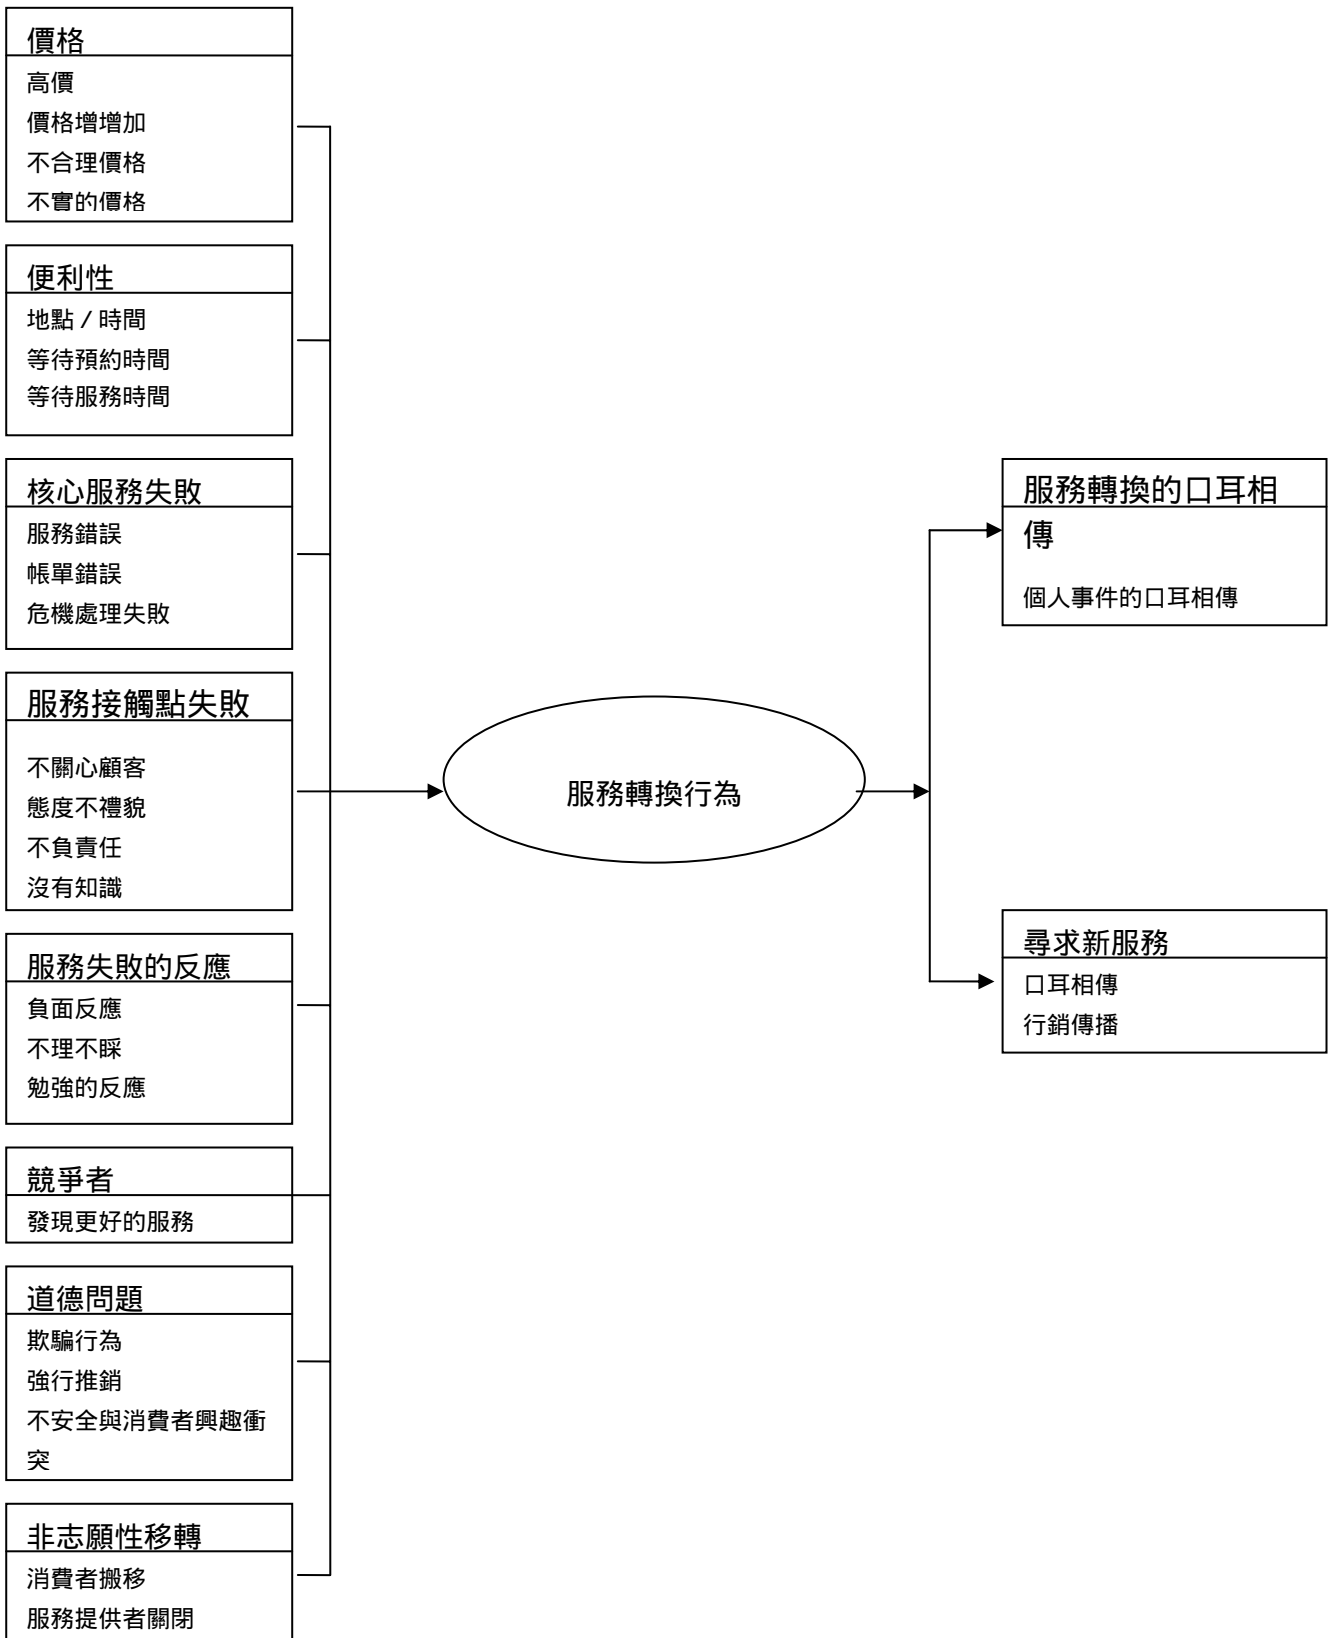 價格
高價
價格增增加
不合理價格
不實的價格
便利性
地點 / 時間
等待預約時間
等待服務時間
核心服務失敗
服務錯誤
帳單錯誤
危機處理失敗
服務接觸點失敗
不關心顧客
態度不禮貌
不負責任
沒有知識
服務失敗的反應
負面反應
不理不睬
勉強的反應
競爭者
發現更好的服務
道德問題
欺騙行為
強行推銷
不安全與消費者興趣衝
突
非志願性移轉
消費者搬移
服務提供者關閉
服務轉換行為
服務轉換的口耳相
傳
個人事件的口耳相傳
尋求新服務
口耳相傳
行銷傳播